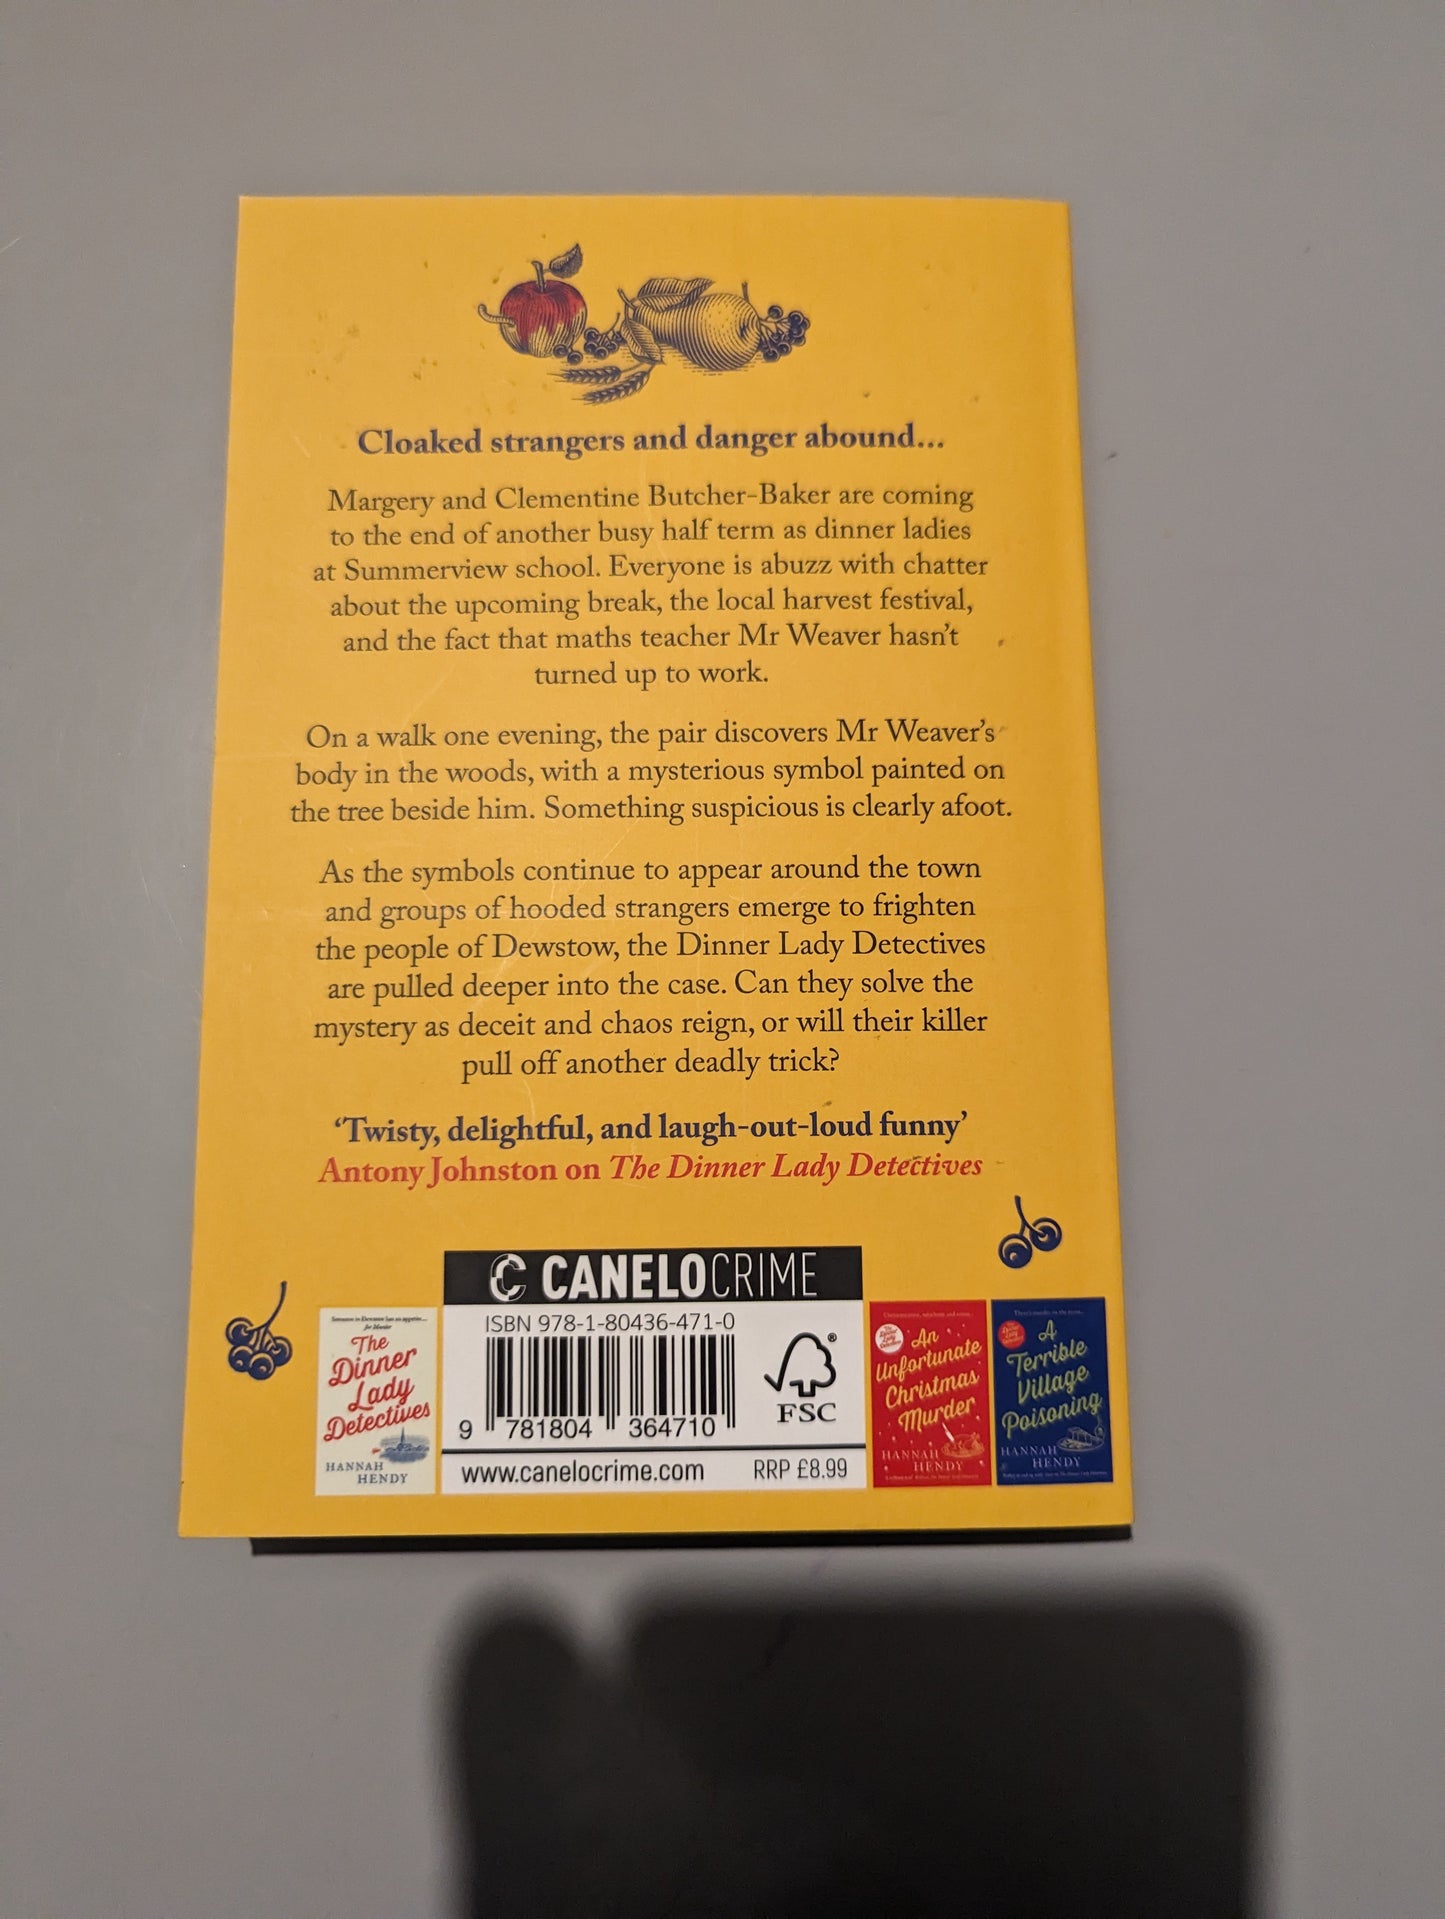 Cloaked strangers and danger abound...
Margery and Clementine Butcher-Baker are coming
to the end of another busy half term as dinner ladies
at Summerview school. Everyone is abuzz with chatter
about the upcoming break, the local harvest festival,
and the fact that maths teacher Mr Weaver hasn't
turned up to work.
On a walk one evening, the pair discovers Mr Weaver's
body in the woods, with a mysterious symbol painted on
the tree beside him. Something suspicious is clearly afoot.
As the symbols continue to appear around the town
and groups of hooded strangers emerge to frighten
the people of Dewstow, the Dinner Lady Detectives
are pulled deeper into the case. Can they solve the
mystery as deceit and chaos reign, or will their killer
pull off another deadly trick?
‘Twisty, delightful, and laugh-out-loud funny’
Antony Johnston on The Dinner Lady Detectives
CANELOCRIME
ISBN 978-1-80436-471-0
9 781804 364710
FSC
®
www.canelocrime.com RRP £8.99
The
Dinner
Lady
Detectives
HANNAH
HENDY
An
Unfortunate
Christmas
Murder
HANNAH
HENDY
A
Terrible
Village
Poisoning
HANNAH
HENDY